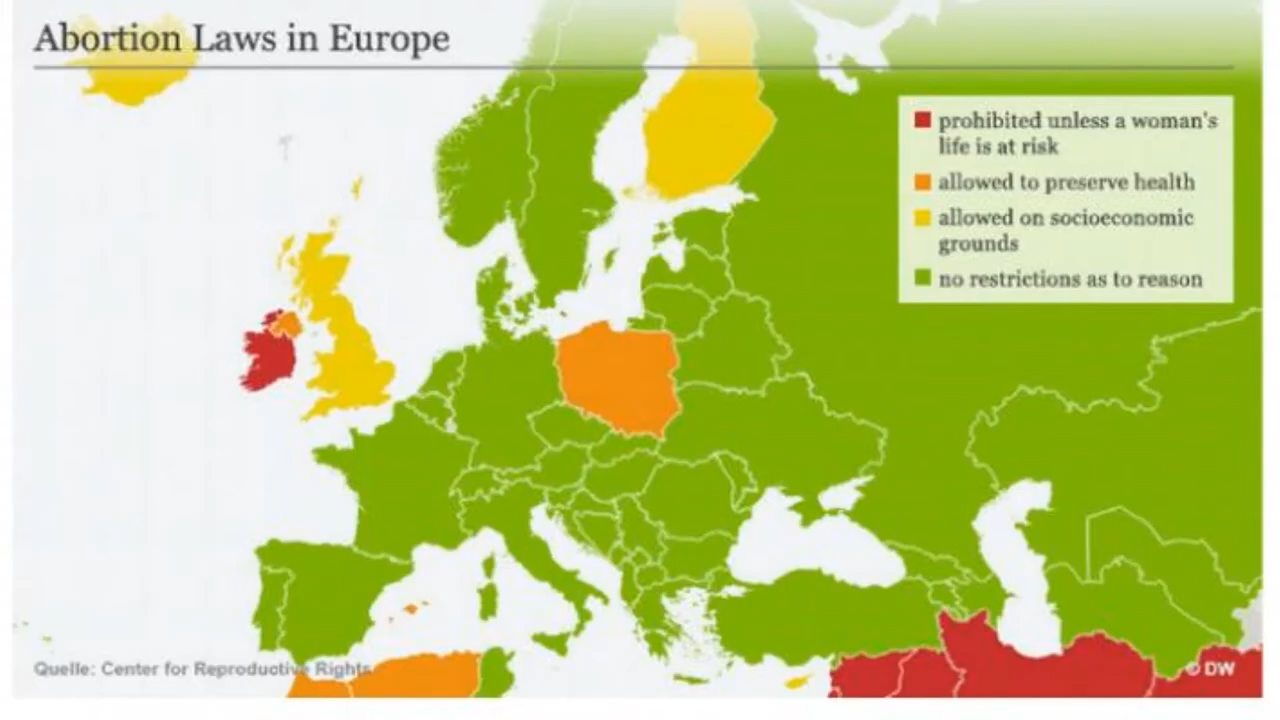 Abortion Laws in Europe
prohibited unless a woman's
life is at risk
allowed to preserve health
allowed on socioeconomic
grounds
no restrictions as to reason
Quelle: Center for Reproductive Rights
© DW